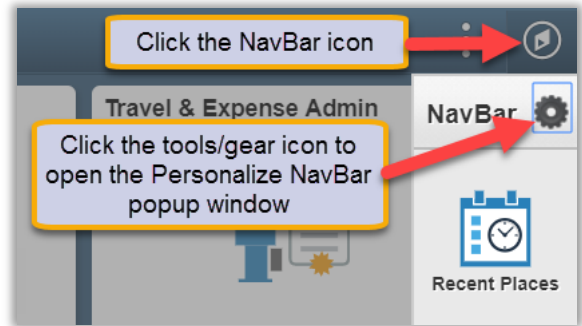 Click the NavBar icon
Travel & Expense Admin
NavBar
Click the tools/gear icon to
open the Personalize NavBar
popup window
Recent Places